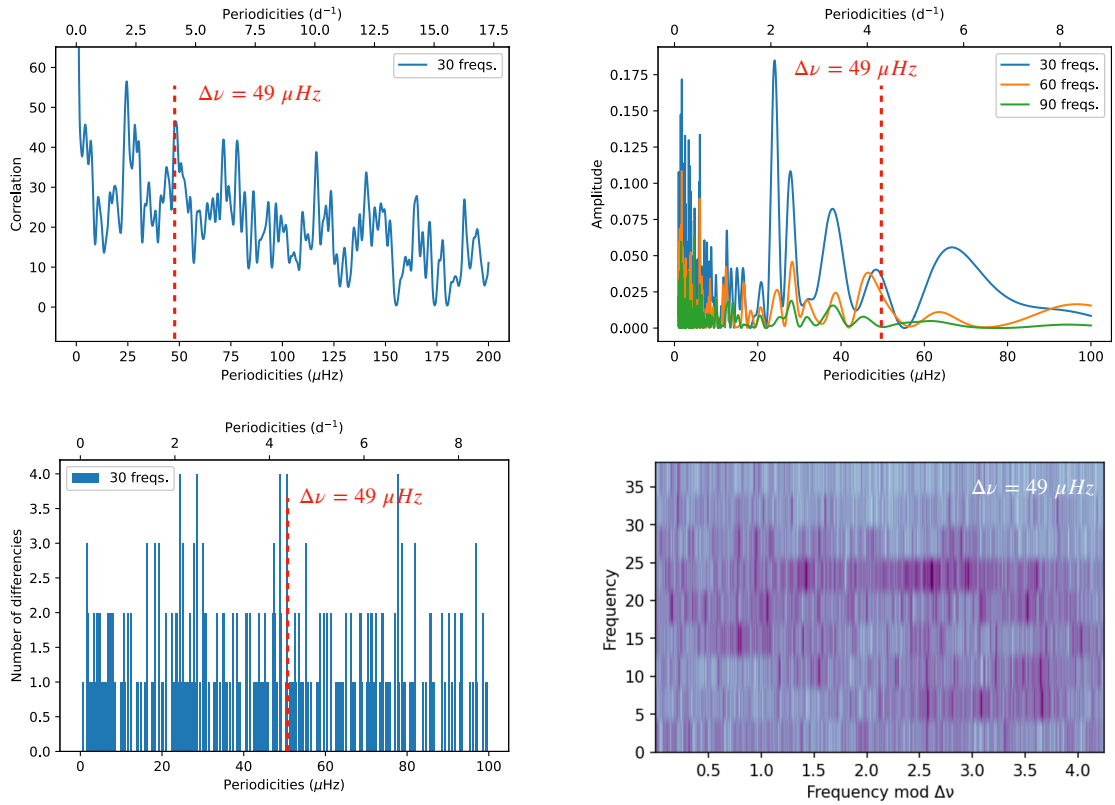 Periodicities (d⁻¹)
0.0 2.5 5.0 7.5 10.0 12.5 15.0 17.5
60
50
40
30
20
10
0
Correlation
30 freqs.
Δν = 49 μHz
0 25 50 75 100 125 150 175 200
Periodicities (μHz)
Periodicities (d⁻¹)
0 2 4 6 8
0.175
0.150
0.125
0.100
0.075
0.050
0.025
0.000
Amplitude
Δν = 49 μHz
30 freqs.
60 freqs.
90 freqs.
0 20 40 60 80 100
Periodicities (μHz)
Periodicities (d⁻¹)
0 2 4 6 8
4.0
3.5
3.0
2.5
2.0
1.5
1.0
0.5
0.0
Number of differencies
30 freqs.
Δν = 49 μHz
0 20 40 60 80 100
Periodicities (μHz)
35
30
25
20
15
10
5
0
Frequency
Δν = 49 μHz
0.5 1.0 1.5 2.0 2.5 3.0 3.5 4.0
Frequency mod Δν